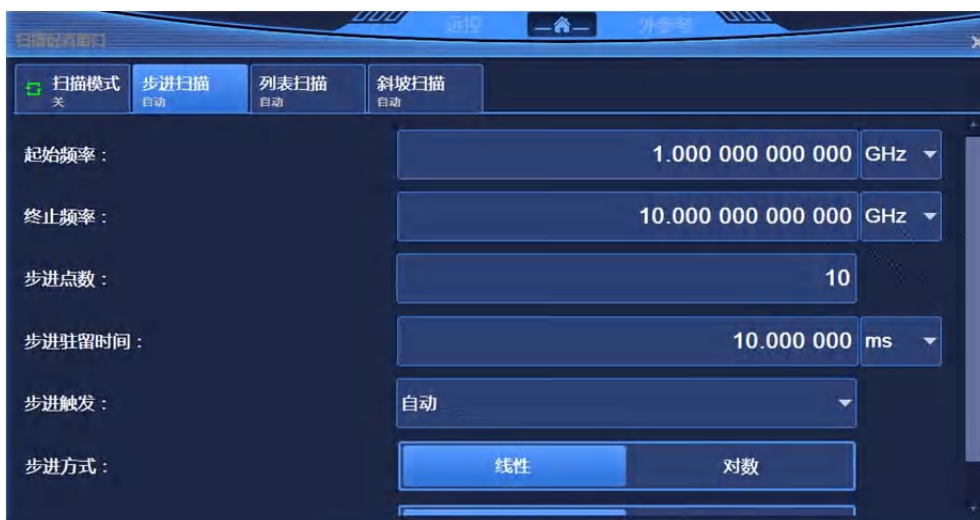 远控
外参考
扫描配置窗口
扫描模式
关
步进扫描
自动
列表扫描
自动
斜坡扫描
自动
起始频率：
1.000 000 000 000 GHz
终止频率：
10.000 000 000 000 GHz
步进点数：
10
步进驻留时间：
10.000 000 ms
步进触发：
自动
步进方式：
线性
对数